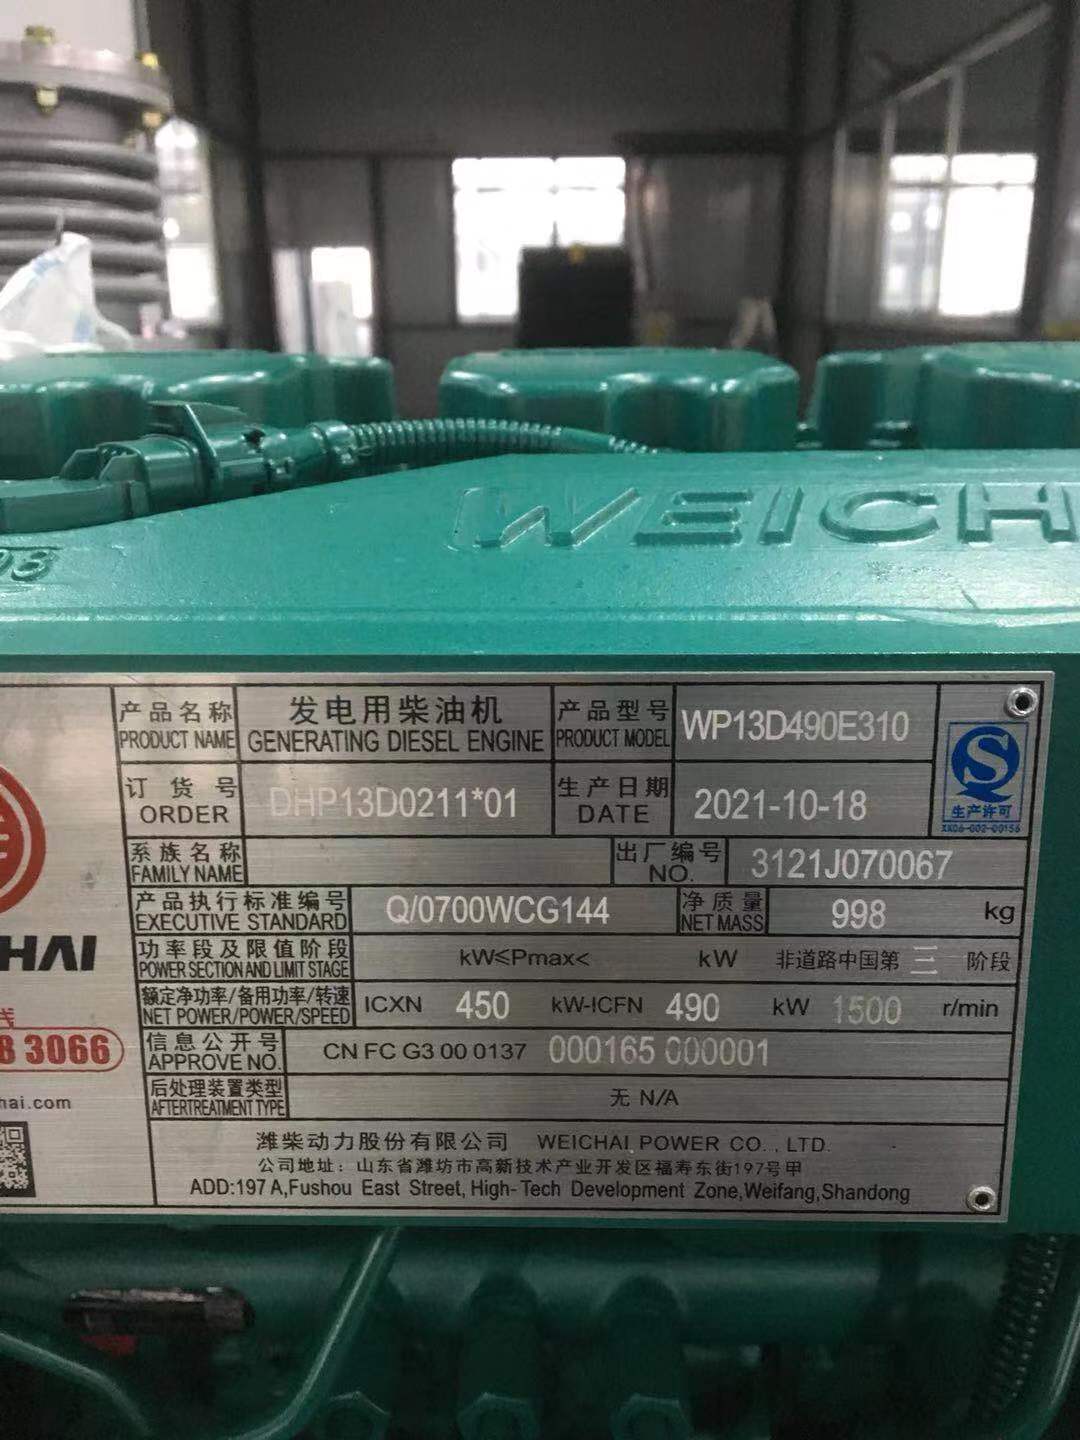 WEICH
03
产品名称
PRODUCT NAME
发电用柴油机
GENERATING DIESEL ENGINE
产品型号
PRODUCT MODEL
WP13D490E310
订货号
ORDER
DHP13D0211*01
生产日期
DATE
2021-10-18
生产许可
XK06-002-00156
系族名称
FAMILY NAME
出厂编号
NO.
3121J070067
产品执行标准编号
EXECUTIVE STANDARD
Q/0700WCG144
净质量
NET MASS
998 kg
HAI
功率段及限值阶段
POWER SECTION AND LIMIT STAGE
kW≤Pmax< kW 非道路中国第 三 阶段
额定净功率/备用功率/转速
NET POWER/POWER/SPEED
ICXN 450 kW-ICFN 490 kW 1500 r/min
线
3066
信息公开号
APPROVE NO.
CN FC G3 00 0137 000165 000001
后处理装置类型
AFTERTREATMENT TYPE
无 N/A
hai.com
潍柴动力股份有限公司 WEICHAI POWER CO., LTD.
公司地址：山东省潍坊市高新技术产业开发区福寿东街197号甲
ADD:197 A,Fushou East Street, High-Tech Development Zone,Weifang,Shandong